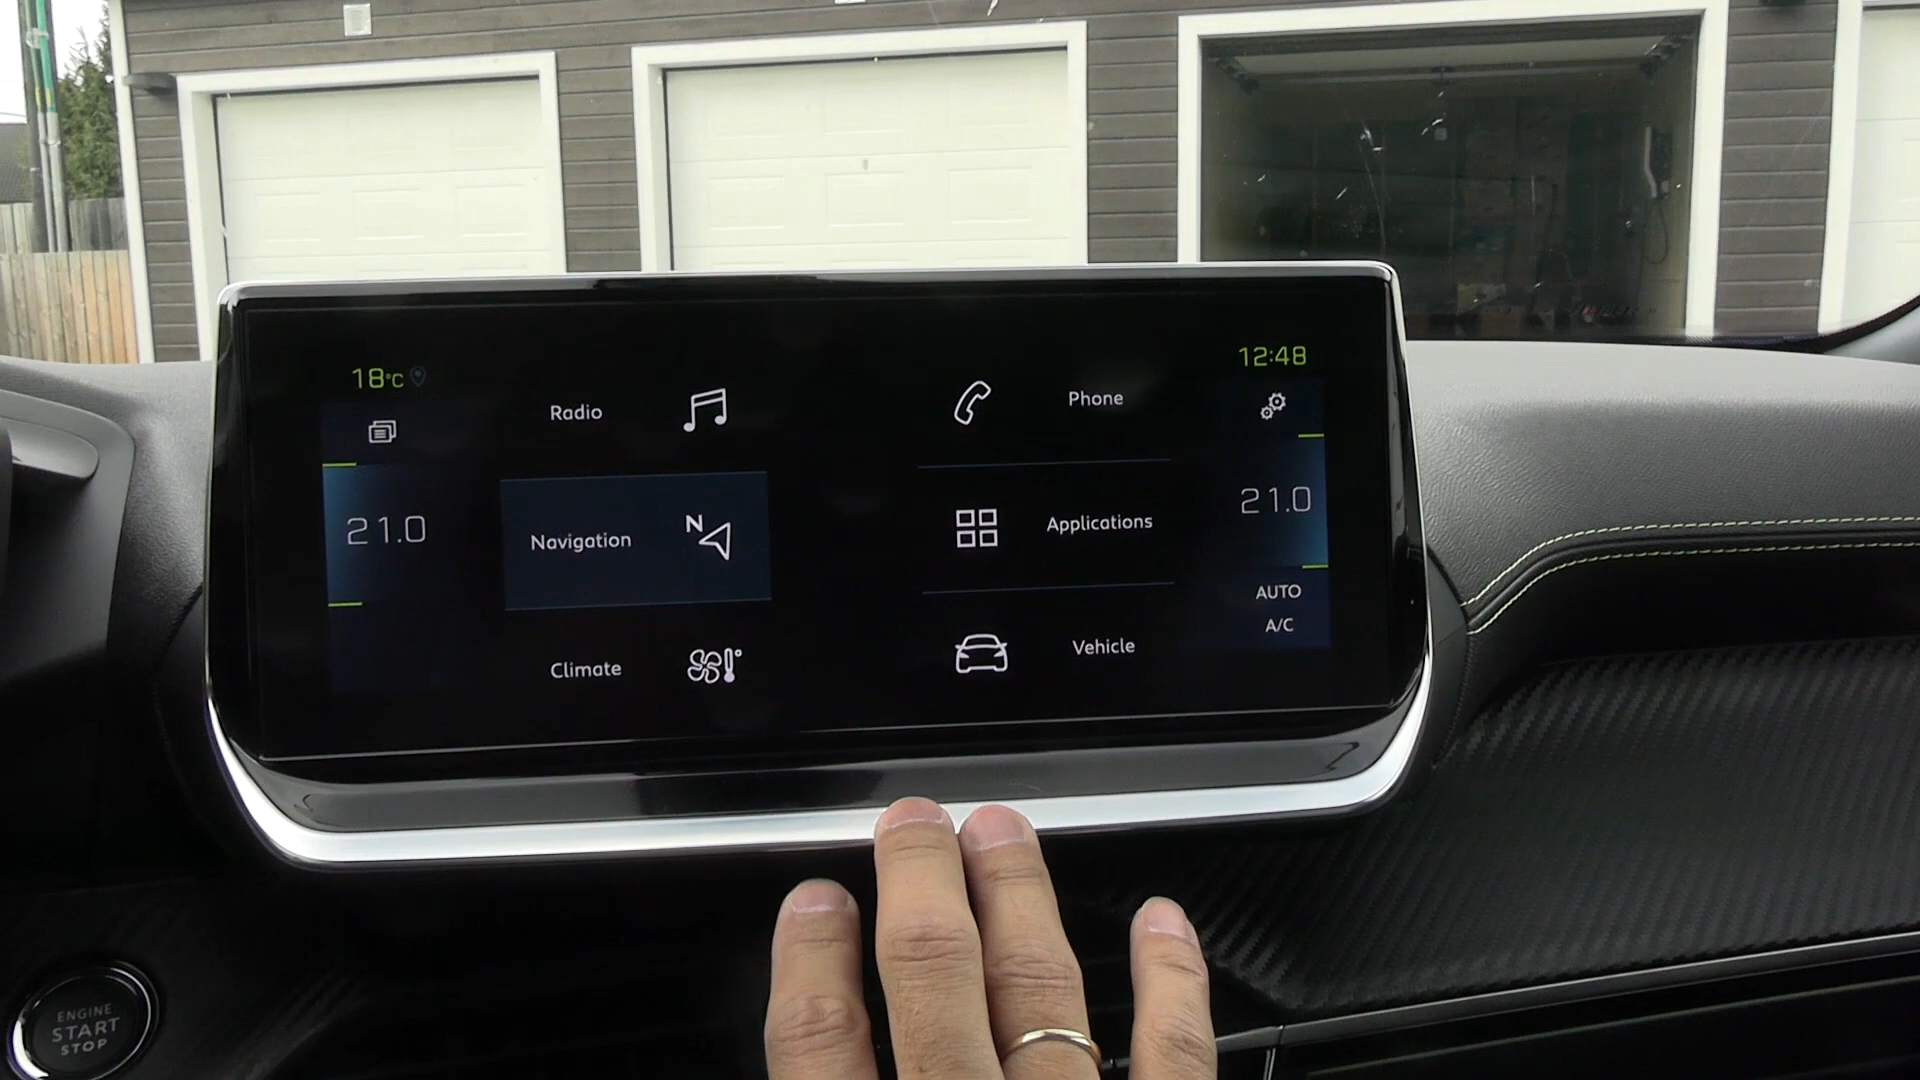 18°C
12:48
Radio
Phone
21.0
Navigation
N
Applications
21.0
AUTO
A/C
Climate
Vehicle
ENGINE
START
STOP